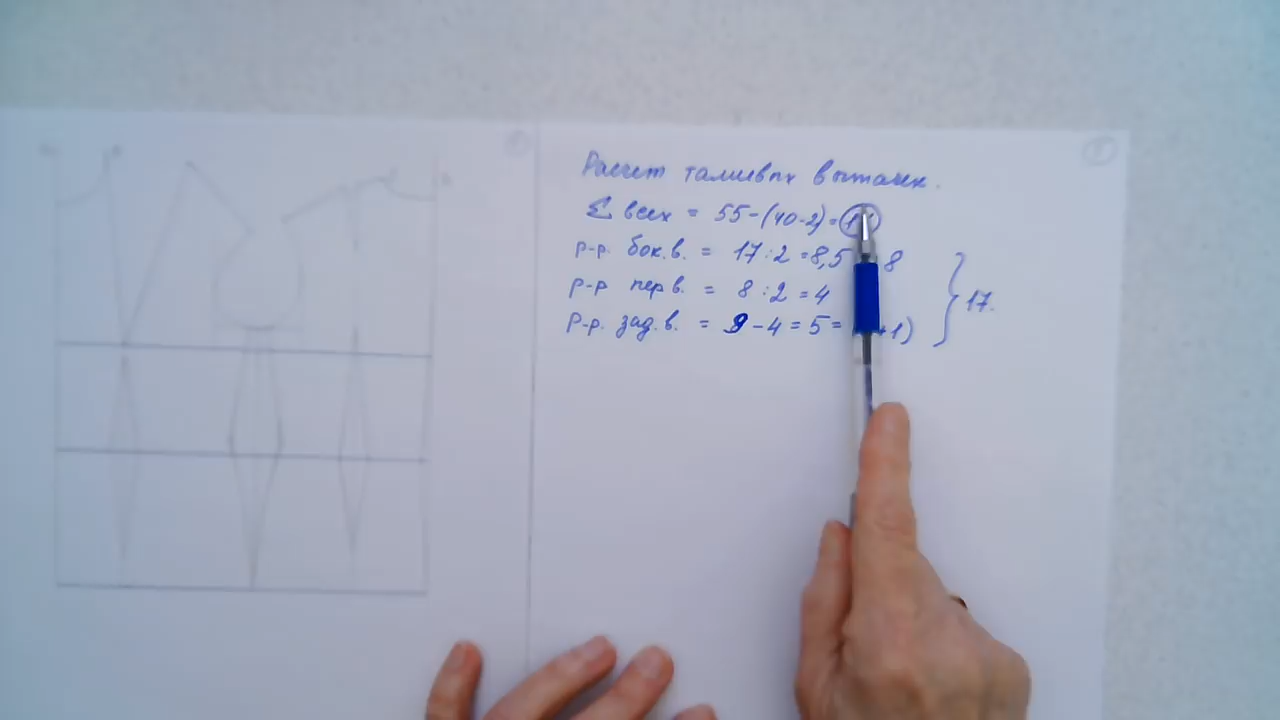 Расчет талиевых вытачек.
Σ всех = 55-(40-2)=
р-р. бок.в. = 17:2=8,5 8
р-р пер в. = 8:2=4
р-р. зад.в. = 9-4=5= +1)
17.